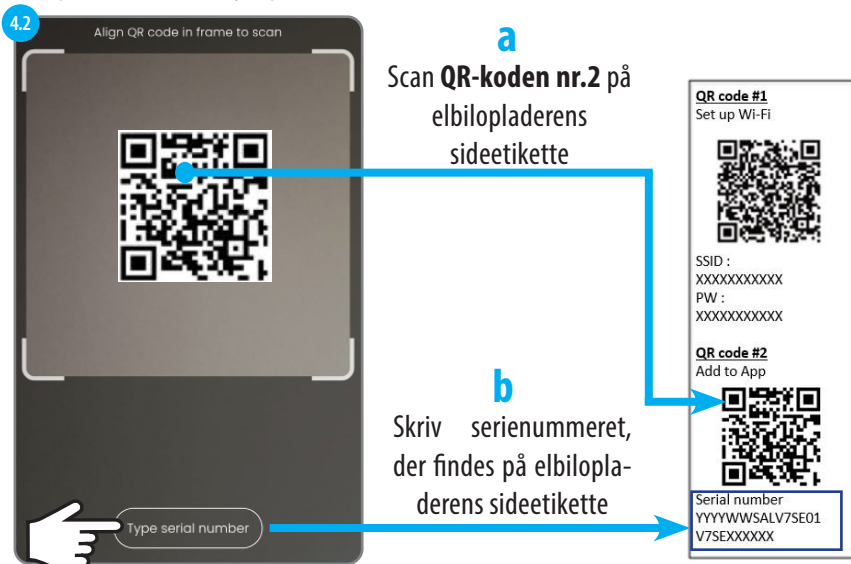 4.2
Align QR code in frame to scan
a
Scan QR-koden nr.2 på
elbilopladerens
sideetikette
b
Skriv serienummeret,
der findes på elbilopla-
derens sideetikette
Type serial number
QR code #1
Set up Wi-Fi
SSID :
XXXXXXXXXXX
PW :
XXXXXXXXXXX
QR code #2
Add to App
Serial number
YYYYWWSALV7SE01
V7SEXXXXXX